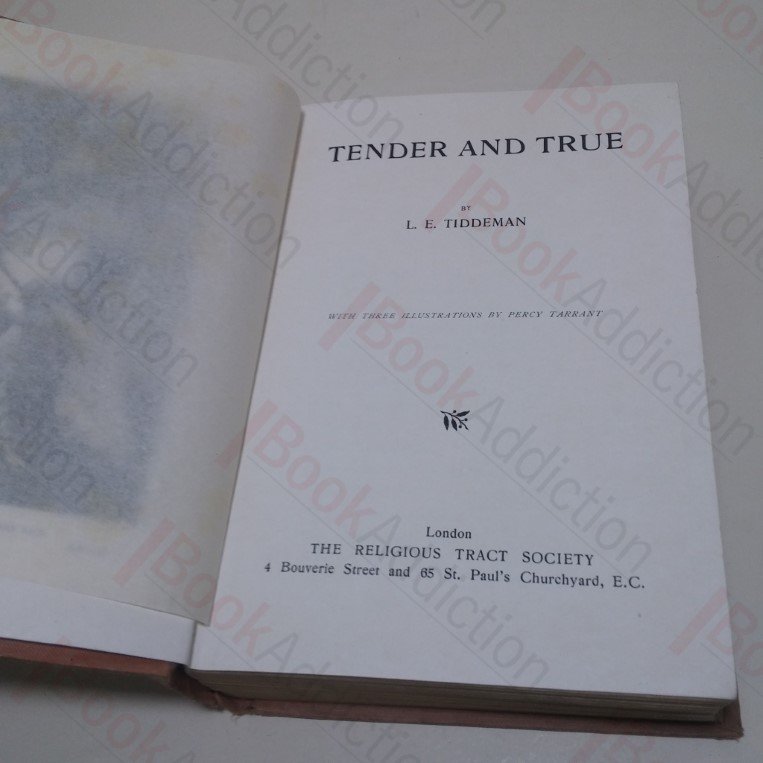 TENDER AND TRUE
BY
L. E. TIDDEMAN
WITH THREE ILLUSTRATIONS BY PERCY TARRANT
London
THE RELIGIOUS TRACT SOCIETY
4 Bouverie Street and 65 St. Paul's Churchyard, E.C.
BookAddiction